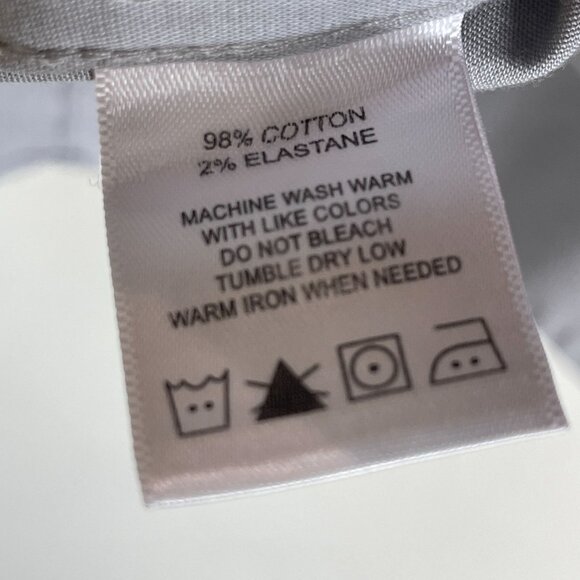 98% COTTON
2% ELASTANE
MACHINE WASH WARM
WITH LIKE COLORS
DO NOT BLEACH
TUMBLE DRY LOW
WARM IRON WHEN NEEDED